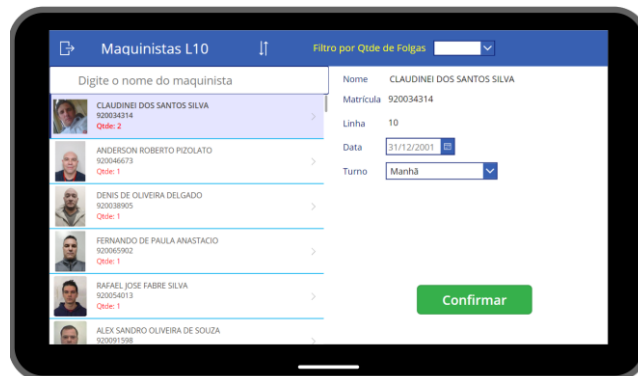 Maquinistas L10
Filtro por Qtde de Folgas
Digite o nome do maquinista
CLAUDINEI DOS SANTOS SILVA
920034314
Qtde: 2
ANDERSON ROBERTO PIZOLATO
920046673
Qtde: 1
DENIS DE OLIVEIRA DELGADO
920038905
Qtde: 1
FERNANDO DE PAULA ANASTACIO
920065902
Qtde: 1
RAFAEL JOSE FABRE SILVA
920054013
Qtde: 1
ALEX SANDRO OLIVEIRA DE SOUZA
920091598
Nome CLAUDINEI DOS SANTOS SILVA
Matrícula 920034314
Linha 10
Data 31/12/2001
Turno Manhã
Confirmar